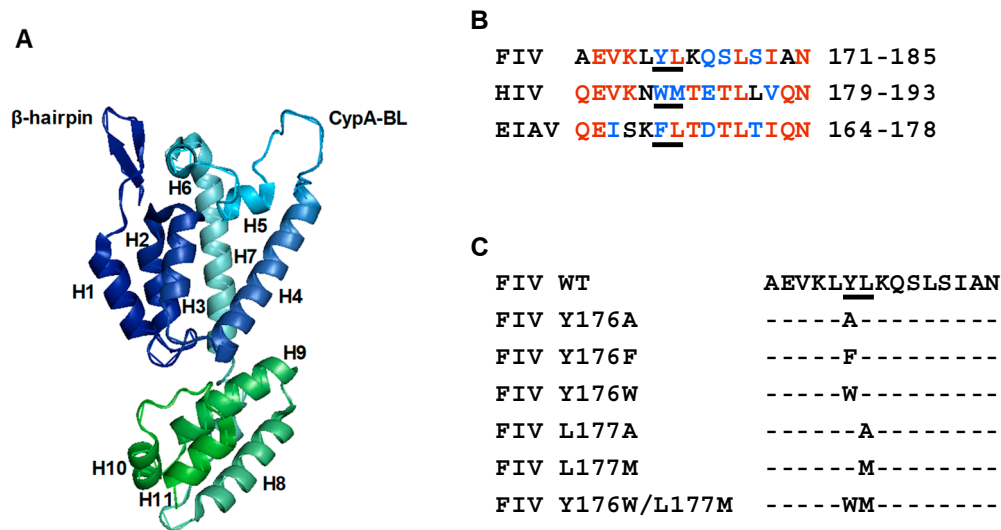 A
β-hairpin
CypA-BL
H6
H5
H2
H7
H1
H3
H4
H9
H10
H11
H8
B
FIV AEVKLYLKQSLSIAN 171-185
HIV QEVKNWMTETLLVQN 179-193
EIAV QEISKFLTDTLTIQN 164-178
C
FIV WT AEVKLYLKQSLSIAN
FIV Y176A -----A---------
FIV Y176F -----F---------
FIV Y176W -----W---------
FIV L177A ------A--------
FIV L177M ------M--------
FIV Y176W/L177M -----WM--------